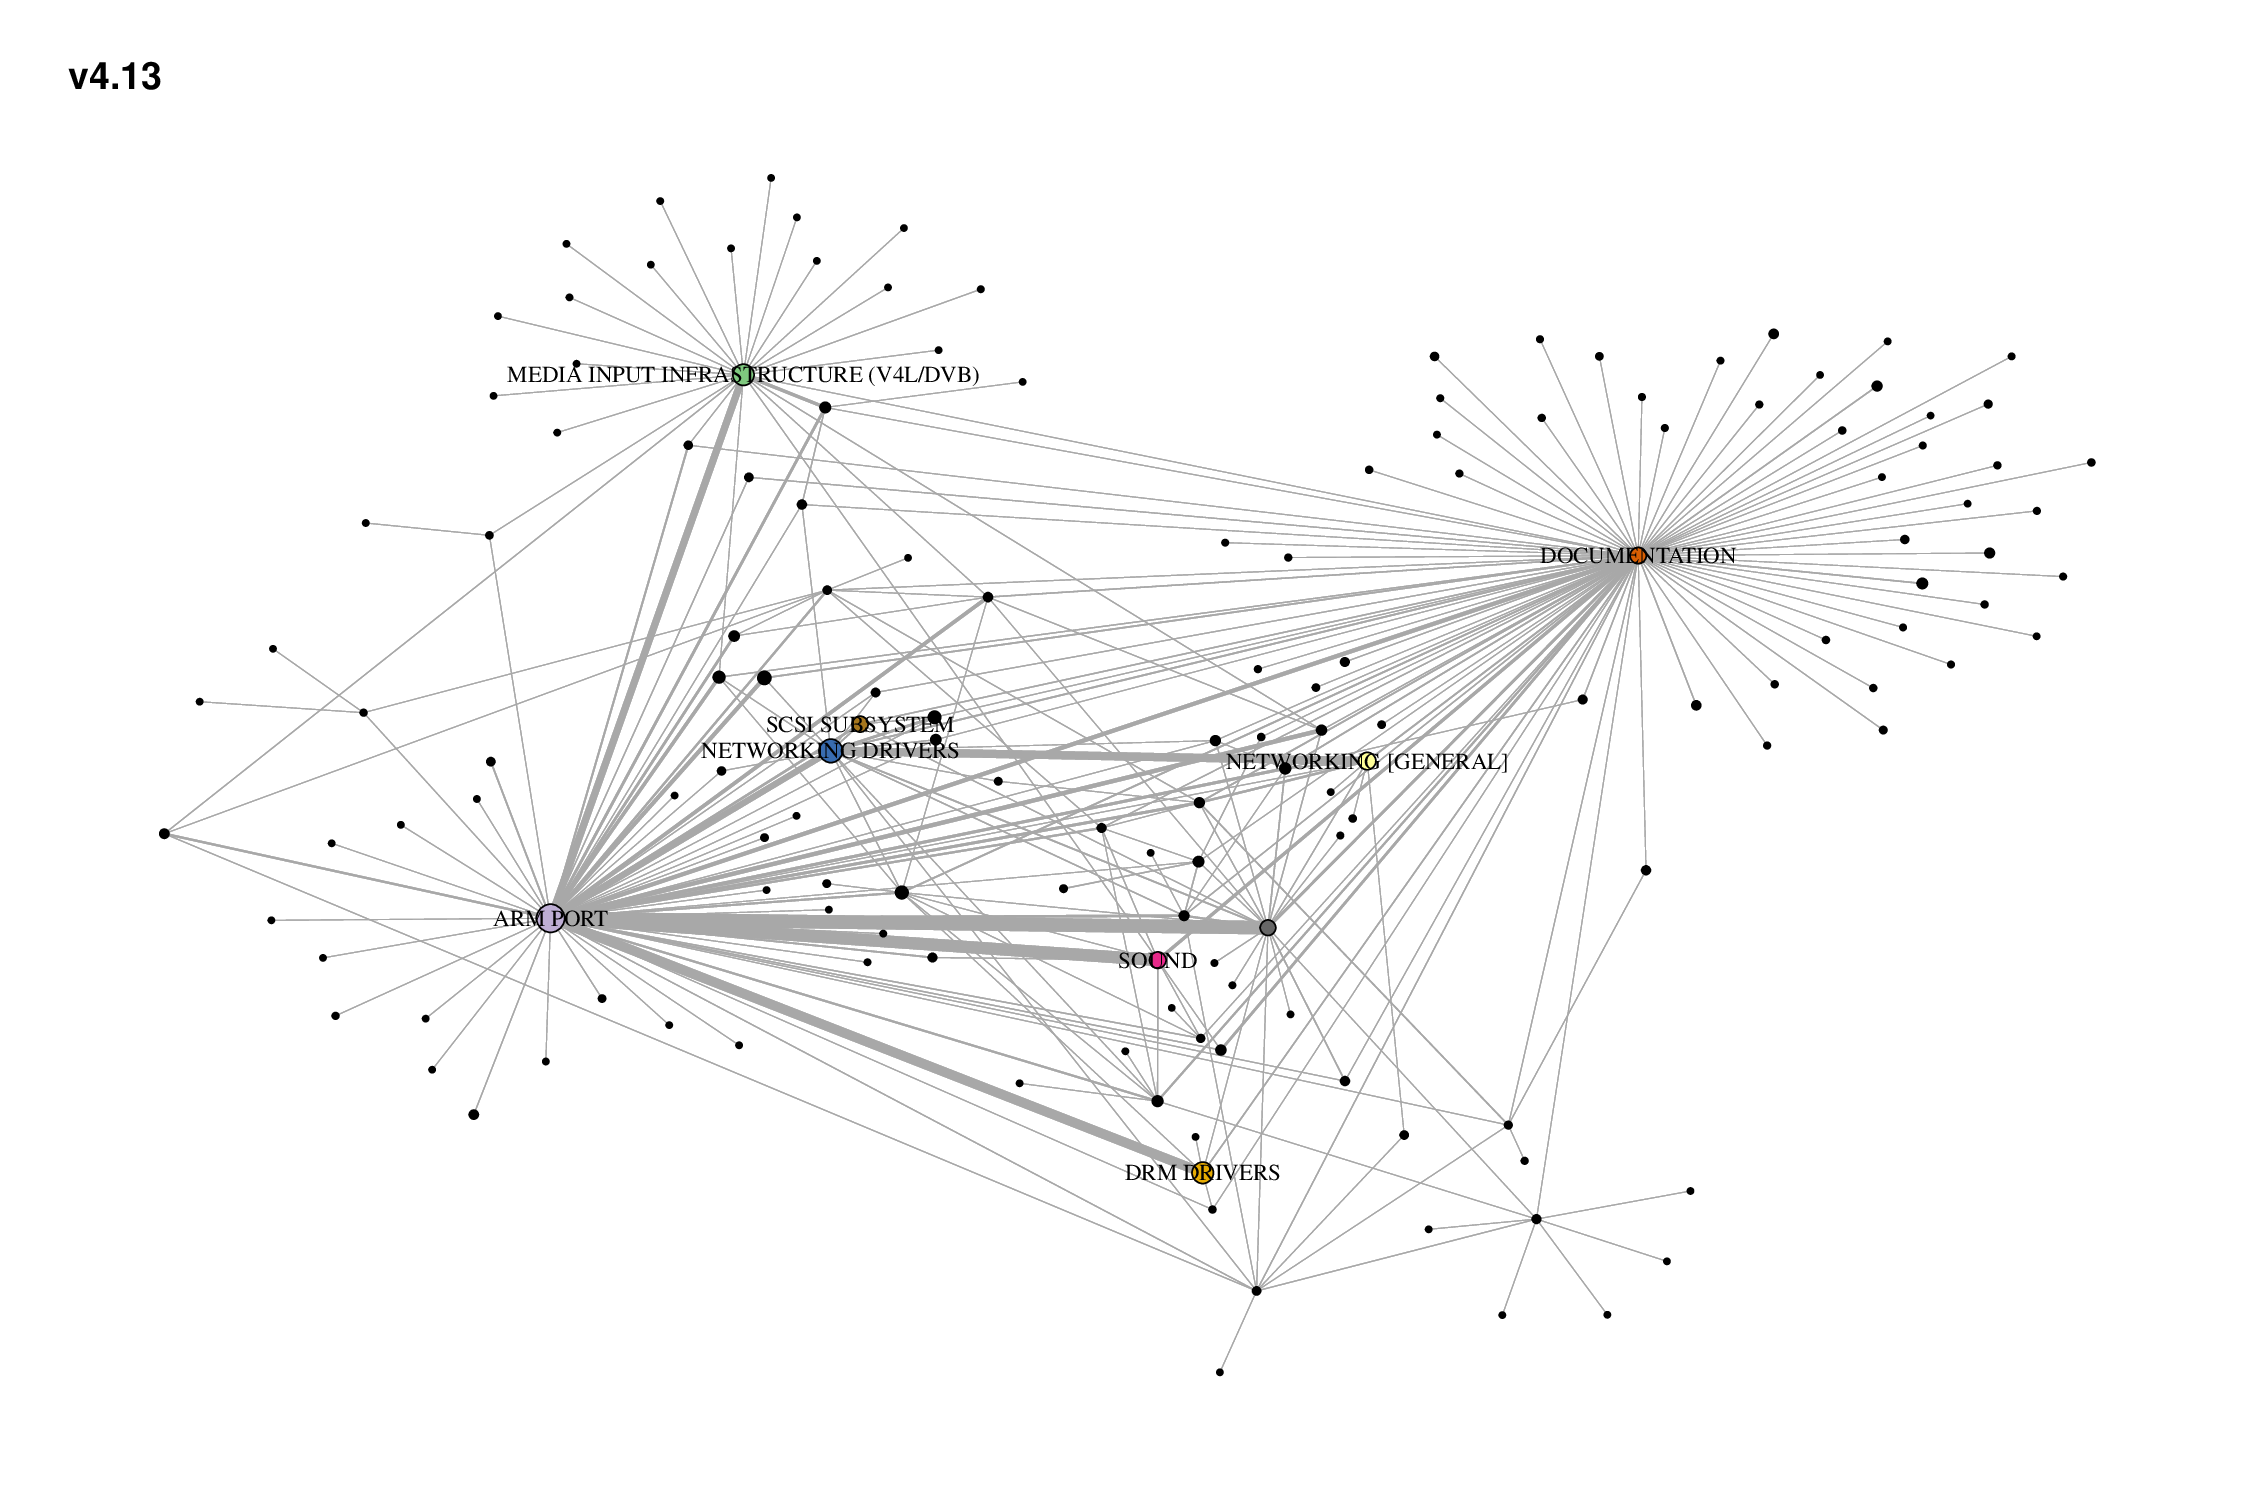 v4.13
MEDIA INPUT INFRASTRUCTURE (V4L/DVB)
DOCUMENTATION
SCSI SUBSYSTEM
NETWORKING DRIVERS
NETWORKING [GENERAL]
ARM PORT
SOUND
DRM DRIVERS